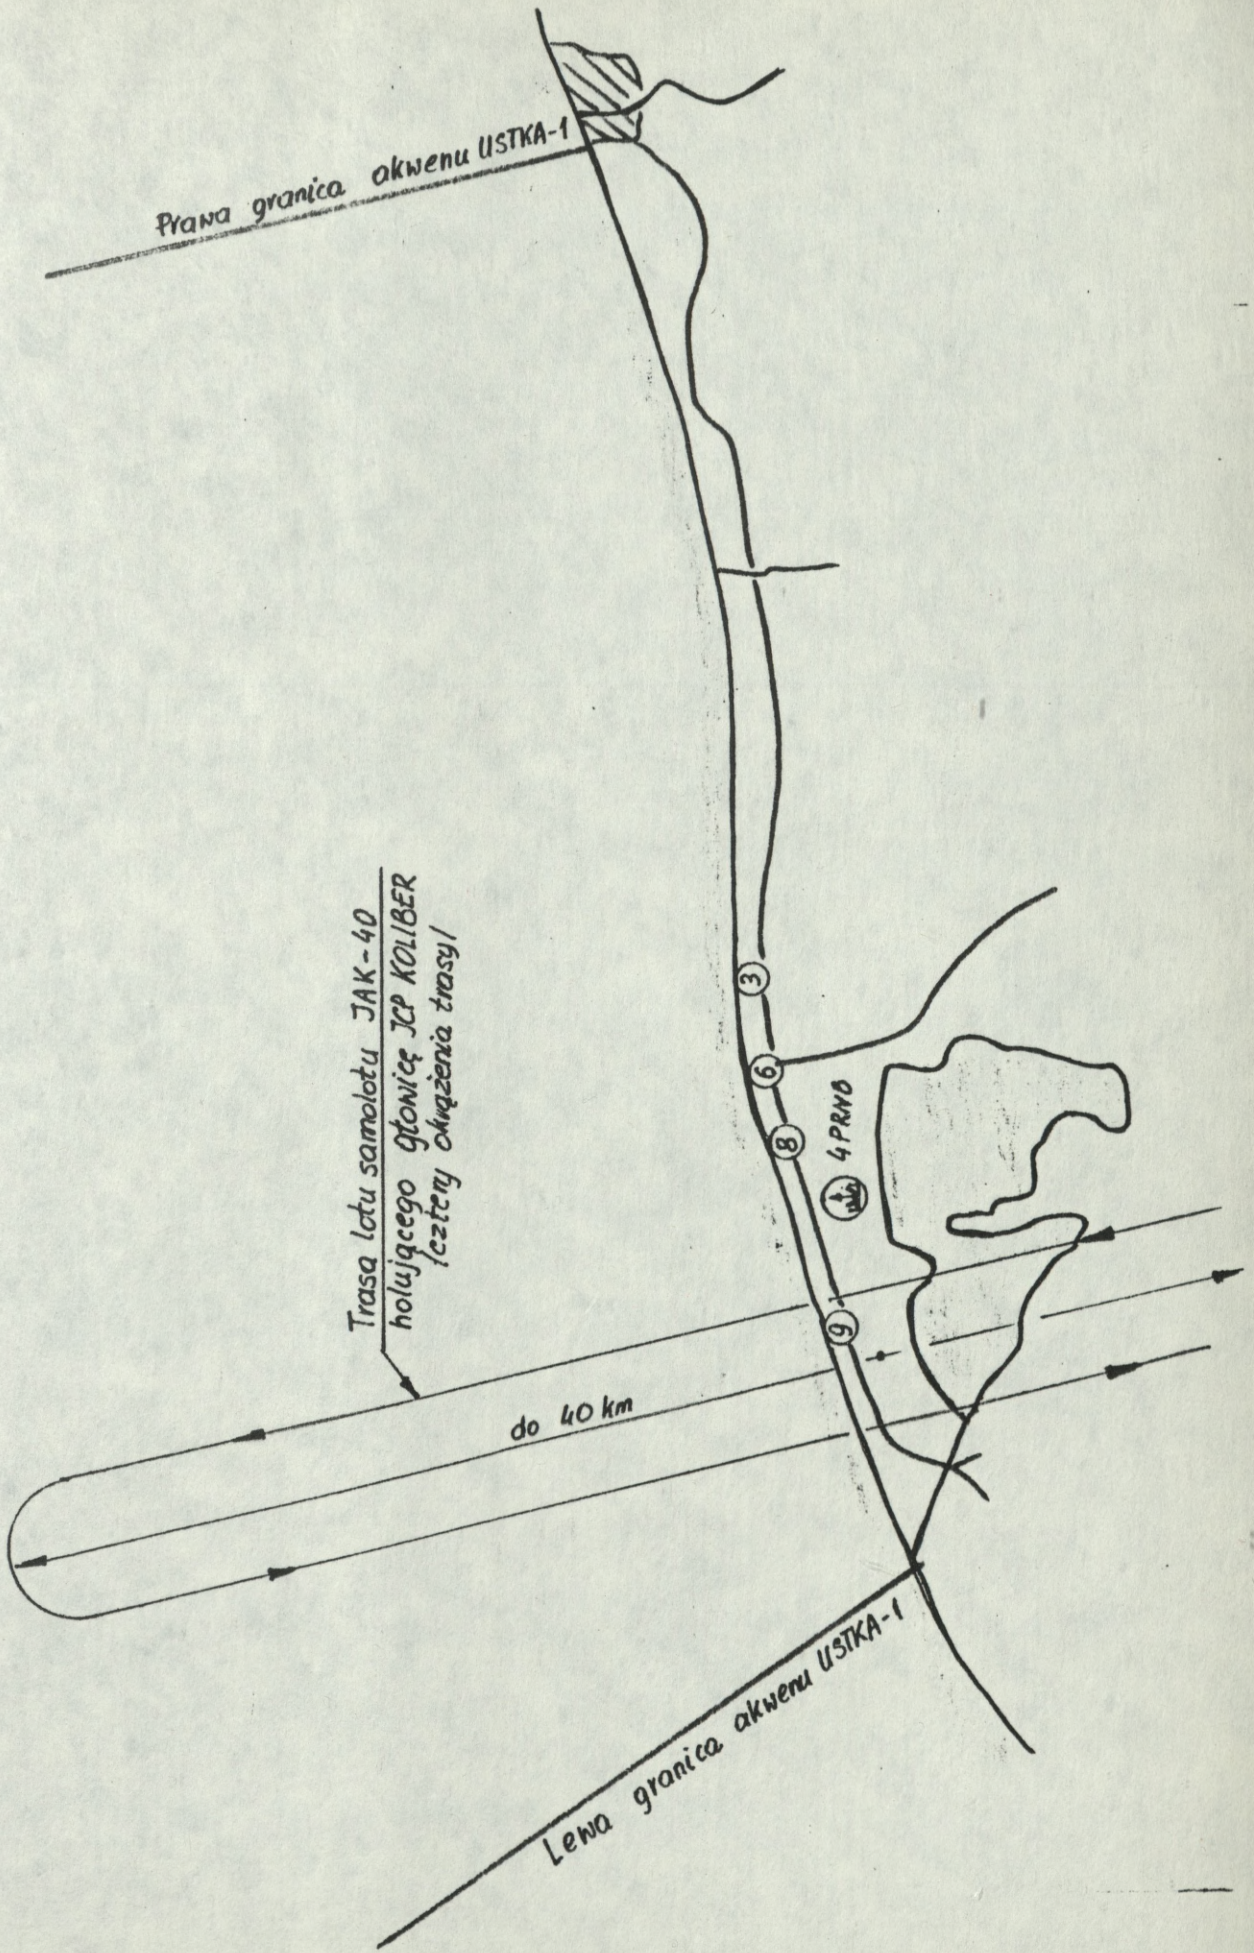 Prawa granica akwenu USTKA-1
Trasa lotu samolotu JAK-40
holującego głowicę JCP KOLIBER
/cztery okrążenia trasy/
do 40 km
3
6
8
4 PRNB
9
Lewa granica akwenu USTKA-1